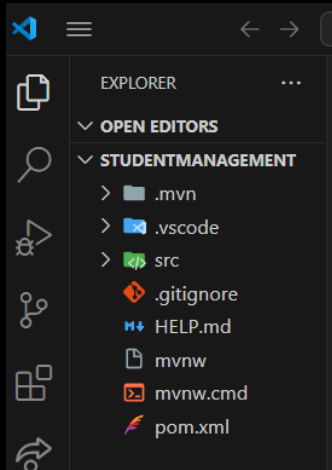 EXPLORER
OPEN EDITORS
STUDENTMANAGEMENT
.mvn
.vscode
src
.gitignore
HELP.md
mvnw
mvnw.cmd
pom.xml